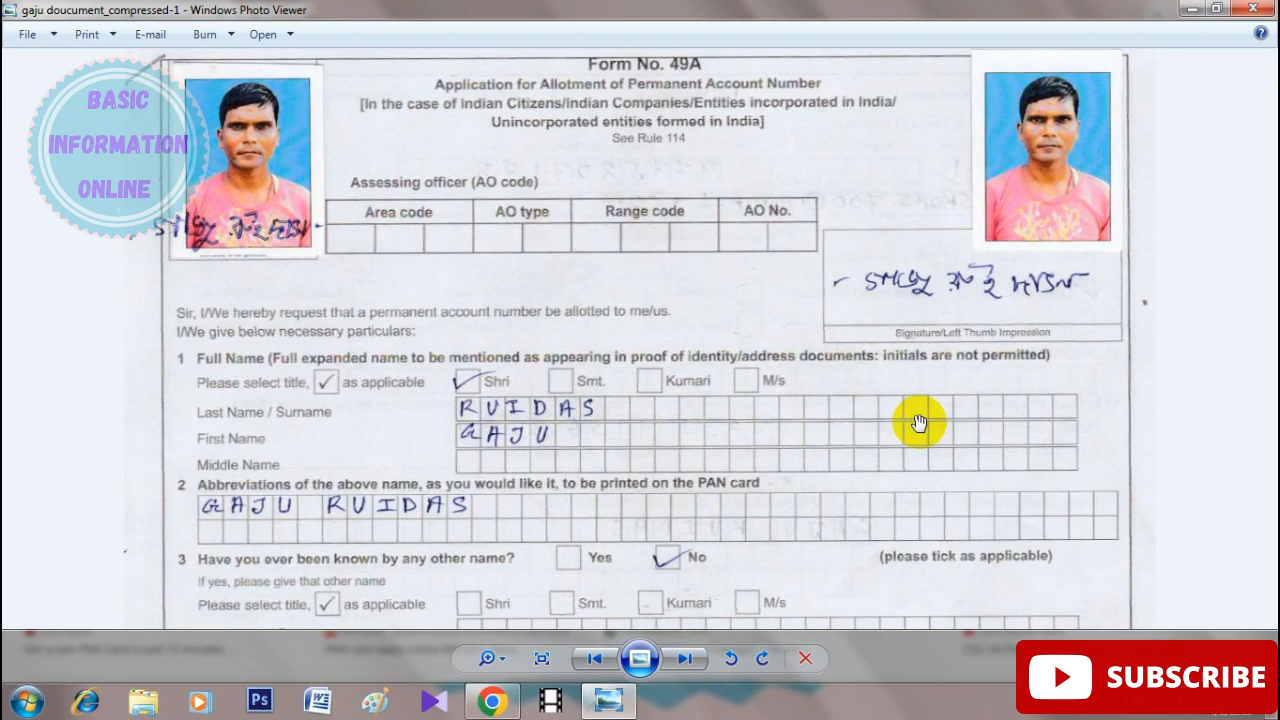 gaju doucument_compressed-1 - Windows Photo Viewer
File Print E-mail Burn Open
BASIC
INFORMATION
ONLINE
Form No. 49A
Application for Allotment of Permanent Account Number
[In the case of Indian Citizens/Indian Companies/Entities incorporated in India/
Unincorporated entities formed in India]
See Rule 114
Assessing officer (AO code)
Area code AO type Range code AO No.
Signature/Left Thumb Impression
Sir, I/We hereby request that a permanent account number be allotted to me/us.
I/We give below necessary particulars:
1 Full Name (Full expanded name to be mentioned as appearing in proof of identity/address documents: initials are not permitted)
Please select title, ✓ as applicable Shri Smt. Kumari M/s
Last Name / Surname RUIDAS
First Name GAJU
Middle Name
2 Abbreviations of the above name, as you would like it, to be printed on the PAN card
GAJU RUIDAS
3 Have you ever been known by any other name? Yes No (please tick as applicable)
If yes, please give that other name
Please select title, ✓ as applicable Shri Smt. Kumari M/s
Ps
SUBSCRIBE